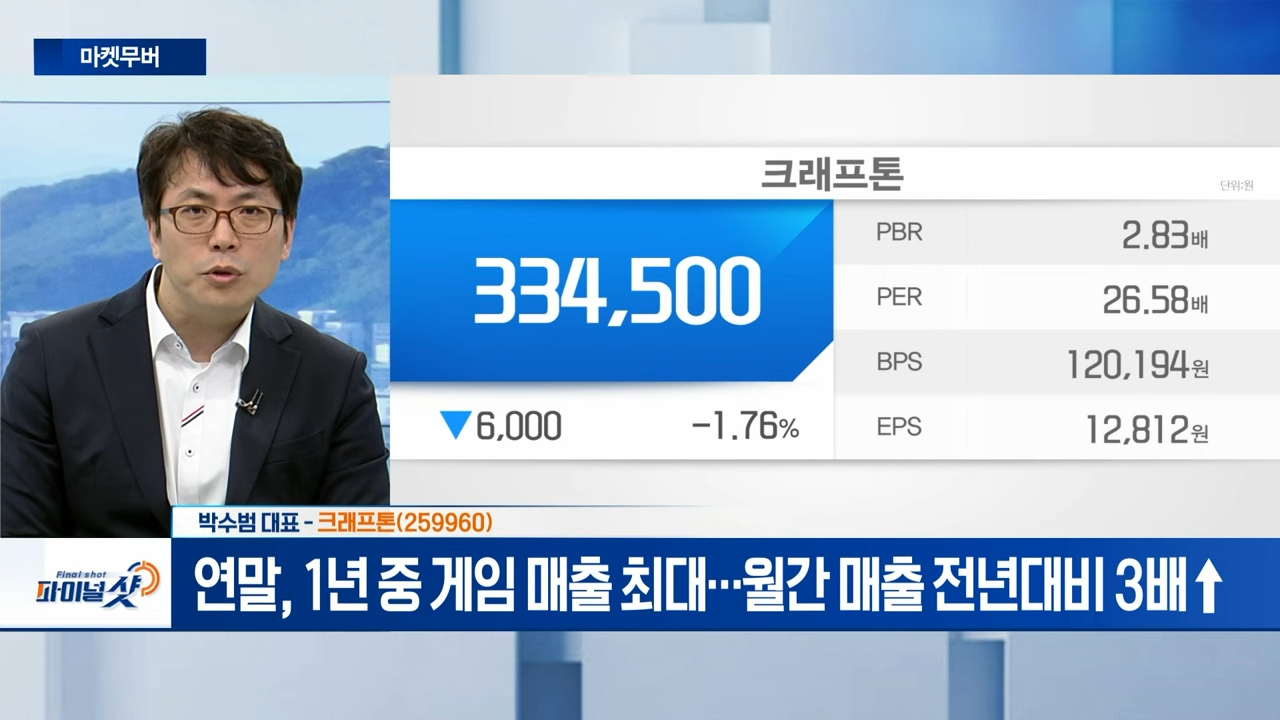 마켓무버
크래프톤
단위:원
334,500
▼6,000 -1.76%
PBR 2.83배
PER 26.58배
BPS 120,194원
EPS 12,812원
박수범 대표 - 크래프톤(259960)
Final shot
파이널샷
연말, 1년 중 게임 매출 최대…월간 매출 전년대비 3배↑